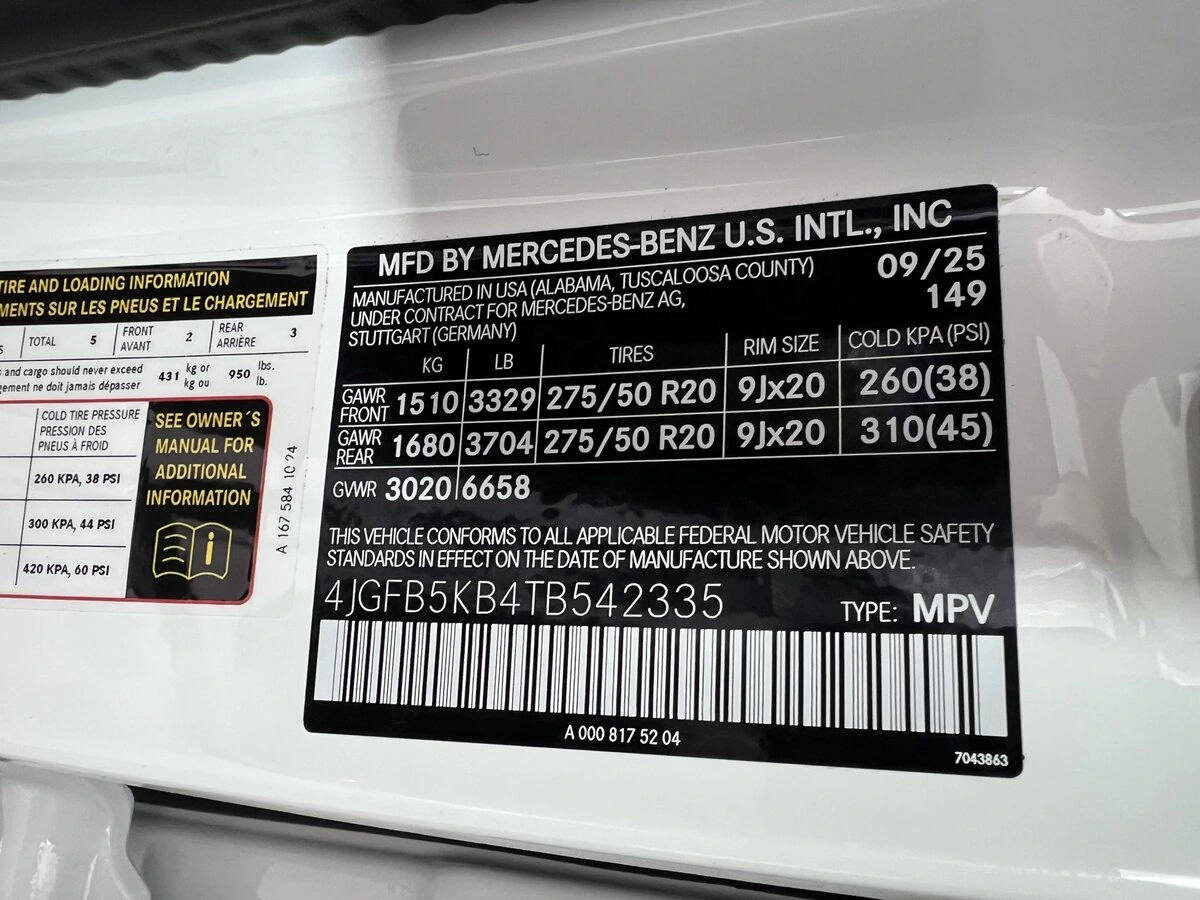 TIRE AND LOADING INFORMATION
MENTS SUR LES PNEUS ET LE CHARGEMENT
TOTAL 5 FRONT AVANT 2 REAR ARRIÈRE 3
and cargo should never exceed
ne doit jamais dépasser
431 kg or kg ou 950 lbs. lb.
COLD TIRE PRESSURE
PRESSION DES
PNEUS À FROID
260 KPA, 38 PSI
300 KPA, 44 PSI
420 KPA, 60 PSI
SEE OWNER´S
MANUAL FOR
ADDITIONAL
INFORMATION
i
A 167 584 10 24
MFD BY MERCEDES-BENZ U.S. INTL., INC
MANUFACTURED IN USA (ALABAMA, TUSCALOOSA COUNTY)
UNDER CONTRACT FOR MERCEDES-BENZ AG,
STUTTGART (GERMANY)
09/25
149
KG LB TIRES RIM SIZE COLD KPA (PSI)
GAWR FRONT 1510 3329 275/50 R20 9Jx20 260(38)
GAWR REAR 1680 3704 275/50 R20 9Jx20 310(45)
GVWR 3020 6658
THIS VEHICLE CONFORMS TO ALL APPLICABLE FEDERAL MOTOR VEHICLE SAFETY
STANDARDS IN EFFECT ON THE DATE OF MANUFACTURE SHOWN ABOVE.
4JGFB5KB4TB542335 TYPE: MPV
A 000 817 52 04
7043863